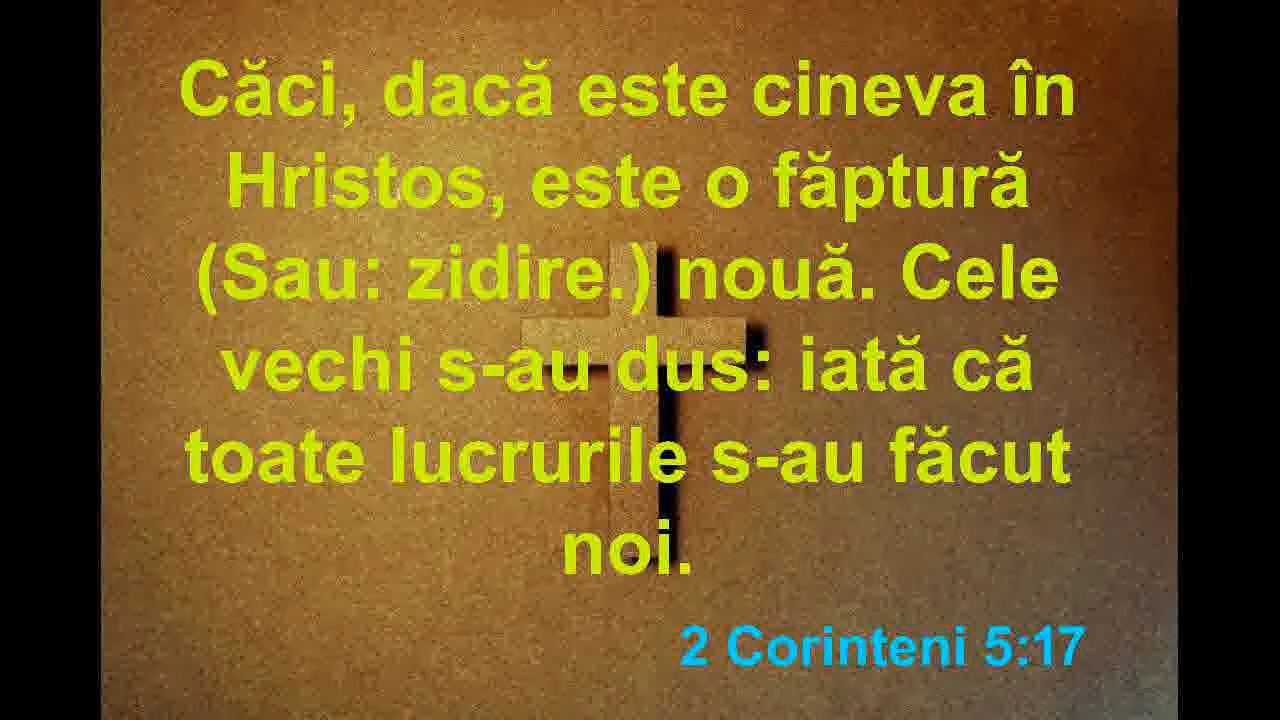 Căci, dacă este cineva în
Hristos, este o făptură
(Sau: zidire.) nouă. Cele
vechi s-au dus: iată că
toate lucrurile s-au făcut
noi.
2 Corinteni 5:17